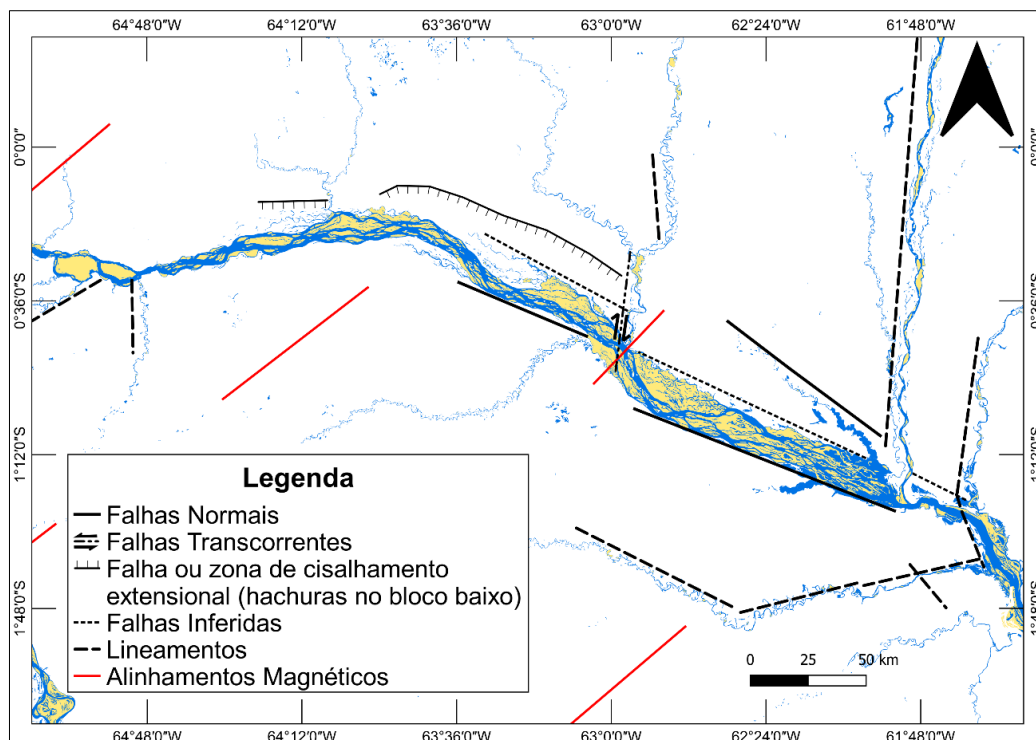 64°48'0"W 64°12'0"W 63°36'0"W 63°0'0"W 62°24'0"W 61°48'0"W
0°0'0" 0°0'0"
0°36'0"S 0°36'0"S
1°12'0"S 1°12'0"S
1°48'0"S 1°48'0"S
Legenda
Falhas Normais
Falhas Transcorrentes
Falha ou zona de cisalhamento
extensional (hachuras no bloco baixo)
Falhas Inferidas
Lineamentos
Alinhamentos Magnéticos
0 25 50 km
64°48'0"W 64°12'0"W 63°36'0"W 63°0'0"W 62°24'0"W 61°48'0"W